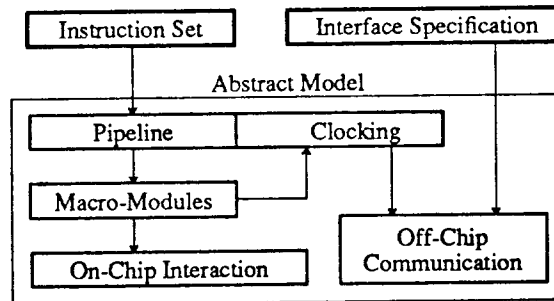 Instruction Set
Interface Specification
Abstract Model
Pipeline
Clocking
Macro-Modules
On-Chip Interaction
Off-Chip
Communication